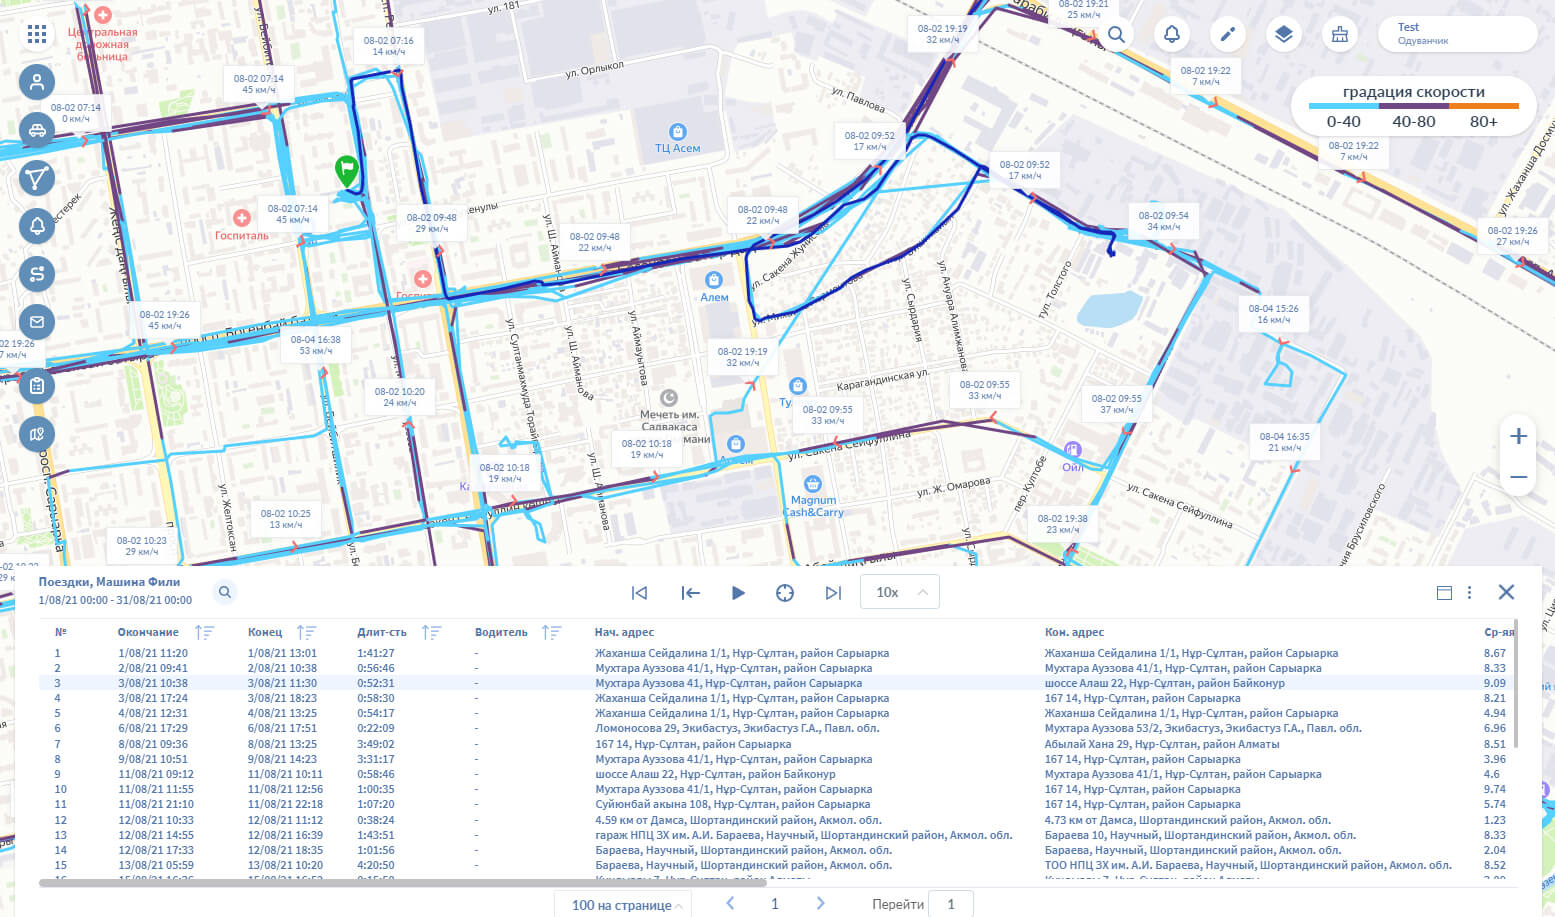 Центральная
дорожная
больница
ул. 181
08-02 07:16
14 км/ч
ул. Орлыкол
08-02 07:14
45 км/ч
08-02 07:14
0 км/ч
ул. Павлова
08-02 19:19
32 км/ч
08-02 19:21
25 км/ч
Test
Одуванчик
08-02 19:22
7 км/ч
градация скорости
0-40 40-80 80+
08-02 19:22
7 км/ч
ул. Жаханша Досму
ТЦ Асем
08-02 09:52
17 км/ч
08-02 09:52
17 км/ч
08-02 07:14
45 км/ч
Госпиталь
08-02 09:48
29 км/ч
08-02 09:48
22 км/ч
08-02 09:48
22 км/ч
08-02 09:54
34 км/ч
08-02 19:26
27 км/ч
ул. Сакена Жунисова
Алем
ул. Сырдария
ул. Ануара Алимжанова
тул. Толстого
08-02 19:26
45 км/ч
08-04 16:38
53 км/ч
08-04 15:26
16 км/ч
ул. Султанмахмуда Торайг
ул. Ш. Айманова
ул. Аймауытова
08-02 19:19
32 км/ч
Карагандинская ул.
08-02 10:20
24 км/ч
Мечеть им.
Садвакаса
мани
08-02 09:55
33 км/ч
08-02 09:55
33 км/ч
08-02 09:55
37 км/ч
08-02 10:18
19 км/ч
08-02 10:18
19 км/ч
ул. Сакена Сейфуллина
Ойл
08-04 16:35
21 км/ч
Magnum
Cash&Carry
ул. Ж. Омарова
пер. Култобе
ул. Сакена Сейфуллина
ул. Желтоксан
ул. Ш. Айманова
08-02 10:25
13 км/ч
08-02 10:23
29 км/ч
08-02 19:38
23 км/ч
Поездки, Машина Фили
1/08/21 00:00 - 31/08/21 00:00
10x
№ Окончание Конец Длит-сть Водитель Нач. адрес Кон. адрес Ср-яя
1 1/08/21 11:20 1/08/21 13:01 1:41:27 - Жаханша Сейдалина 1/1, Нұр-Сұлтан, район Сарыарка Жаханша Сейдалина 1/1, Нұр-Сұлтан, район Сарыарка 8.67
2 2/08/21 09:41 2/08/21 10:38 0:56:46 - Мухтара Ауэзова 41/1, Нұр-Сұлтан, район Сарыарка Мухтара Ауэзова 41/1, Нұр-Сұлтан, район Сарыарка 8.33
3 3/08/21 10:38 3/08/21 11:30 0:52:31 - Мухтара Ауэзова 41, Нұр-Сұлтан, район Сарыарка шоссе Алаш 22, Нұр-Сұлтан, район Байконур 9.09
4 3/08/21 17:24 3/08/21 18:23 0:58:30 - Жаханша Сейдалина 1/1, Нұр-Сұлтан, район Сарыарка 167 14, Нұр-Сұлтан, район Сарыарка 8.21
5 4/08/21 12:31 4/08/21 13:25 0:54:17 - Жаханша Сейдалина 1/1, Нұр-Сұлтан, район Сарыарка Жаханша Сейдалина 1/1, Нұр-Сұлтан, район Сарыарка 4.94
6 6/08/21 17:29 6/08/21 17:51 0:22:09 - Ломоносова 29, Экибастуз, Экибастуз Г.А., Павл. обл. Мухтара Ауэзова 53/2, Экибастуз, Экибастуз Г.А., Павл. обл. 6.96
7 8/08/21 09:36 8/08/21 13:25 3:49:02 - 167 14, Нұр-Сұлтан, район Сарыарка Абылай Хана 29, Нұр-Сұлтан, район Алматы 8.51
8 9/08/21 10:51 9/08/21 14:23 3:31:17 - Мухтара Ауэзова 41/1, Нұр-Сұлтан, район Сарыарка 167 14, Нұр-Сұлтан, район Сарыарка 3.96
9 11/08/21 09:12 11/08/21 10:11 0:58:46 - шоссе Алаш 22, Нұр-Сұлтан, район Байконур Мухтара Ауэзова 41/1, Нұр-Сұлтан, район Сарыарка 4.6
10 11/08/21 11:55 11/08/21 12:56 1:00:35 - Мухтара Ауэзова 41/1, Нұр-Сұлтан, район Сарыарка 167 14, Нұр-Сұлтан, район Сарыарка 9.74
11 11/08/21 21:10 11/08/21 22:18 1:07:20 - Суйюнбай акына 108, Нұр-Сұлтан, район Сарыарка 167 14, Нұр-Сұлтан, район Сарыарка 5.74
12 12/08/21 10:33 12/08/21 11:12 0:38:24 - 4.59 км от Дамса, Шортандинский район, Акмол. обл. 4.73 км от Дамса, Шортандинский район, Акмол. обл. 1.23
13 12/08/21 14:55 12/08/21 16:39 1:43:51 - гараж НПЦ ЗХ им. А.И. Бараева, Научный, Шортандинский район, Акмол. обл. Бараева 10, Научный, Шортандинский район, Акмол. обл. 8.33
14 12/08/21 17:33 12/08/21 18:35 1:01:56 - Бараева, Научный, Шортандинский район, Акмол. обл. Бараева, Научный, Шортандинский район, Акмол. обл. 2.04
15 13/08/21 05:59 13/08/21 10:20 4:20:50 - Бараева, Научный, Шортандинский район, Акмол. обл. ТОО НПЦ ЗХ им. А.И. Бараева, Научный, Шортандинский район, Акмол. обл. 8.52
100 на странице 1 Перейти 1